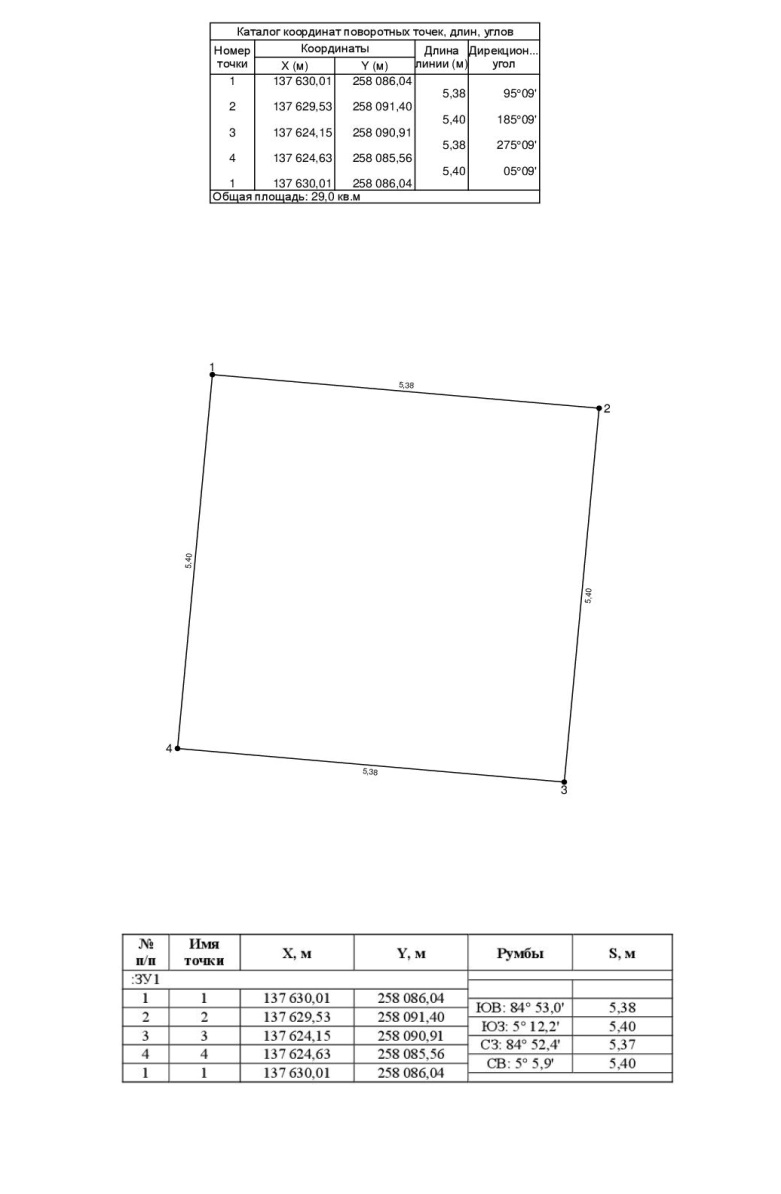 Каталог координат поворотных точек, длин, углов
Номер точки Координаты Длина линии (м) Дирекцион... угол
X (м) Y (м)
1 137 630,01 258 086,04
5,38 95°09'
2 137 629,53 258 091,40
5,40 185°09'
3 137 624,15 258 090,91
5,38 275°09'
4 137 624,63 258 085,56
5,40 05°09'
1 137 630,01 258 086,04
Общая площадь: 29,0 кв.м
1
5,38
2
5,40
5,40
4
5,38
3
№ п/п Имя точки X, м Y, м Румбы S, м
:ЗУ1
1 1 137 630,01 258 086,04
ЮВ: 84° 53,0' 5,38
2 2 137 629,53 258 091,40
ЮЗ: 5° 12,2' 5,40
3 3 137 624,15 258 090,91
СЗ: 84° 52,4' 5,37
4 4 137 624,63 258 085,56
СВ: 5° 5,9' 5,40
1 1 137 630,01 258 086,04